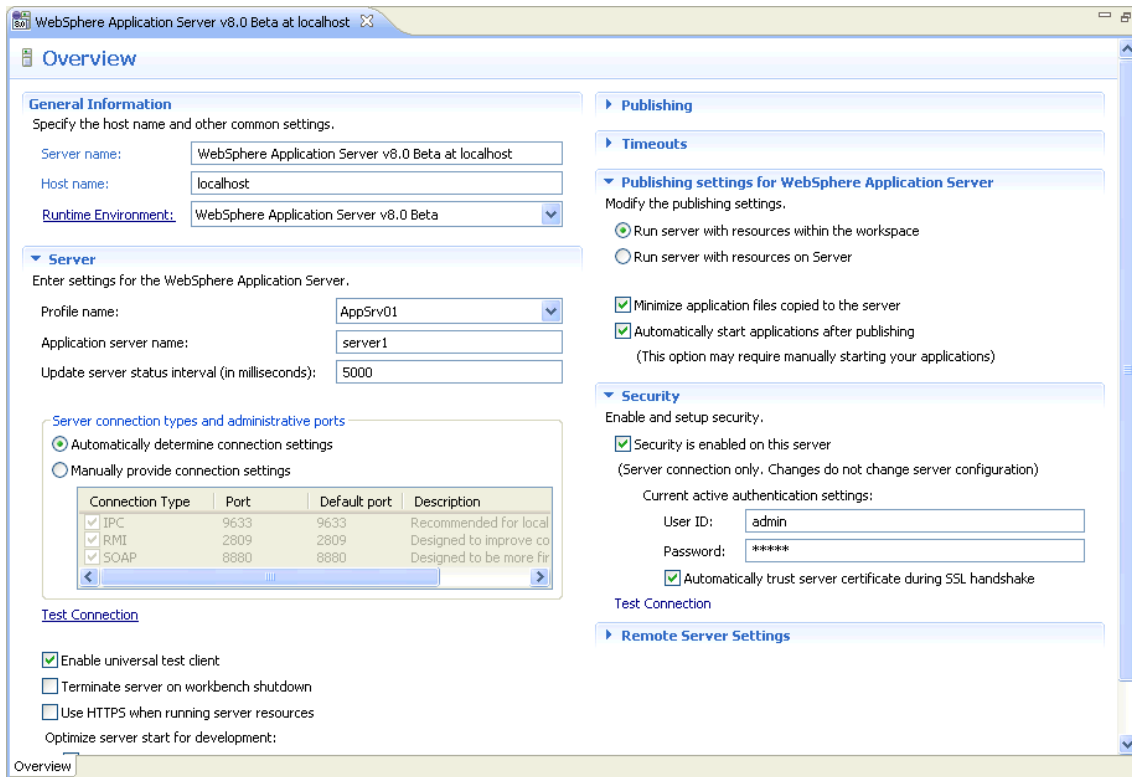 WebSphere Application Server v8.0 Beta at localhost
Overview
General Information
Specify the host name and other common settings.
Server name: WebSphere Application Server v8.0 Beta at localhost
Host name: localhost
Runtime Environment: WebSphere Application Server v8.0 Beta
Server
Enter settings for the WebSphere Application Server.
Profile name: AppSrv01
Application server name: server1
Update server status interval (in milliseconds): 5000
Server connection types and administrative ports
Automatically determine connection settings
Manually provide connection settings
Connection Type Port Default port Description
IPC 9633 9633 Recommended for local
RMI 2809 2809 Designed to improve co
SOAP 8880 8880 Designed to be more fir
Test Connection
Enable universal test client
Terminate server on workbench shutdown
Use HTTPS when running server resources
Optimize server start for development:
Publishing
Timeouts
Publishing settings for WebSphere Application Server
Modify the publishing settings.
Run server with resources within the workspace
Run server with resources on Server
Minimize application files copied to the server
Automatically start applications after publishing
(This option may require manually starting your applications)
Security
Enable and setup security.
Security is enabled on this server
(Server connection only. Changes do not change server configuration)
Current active authentication settings:
User ID: admin
Password: *****
Automatically trust server certificate during SSL handshake
Test Connection
Remote Server Settings
Overview